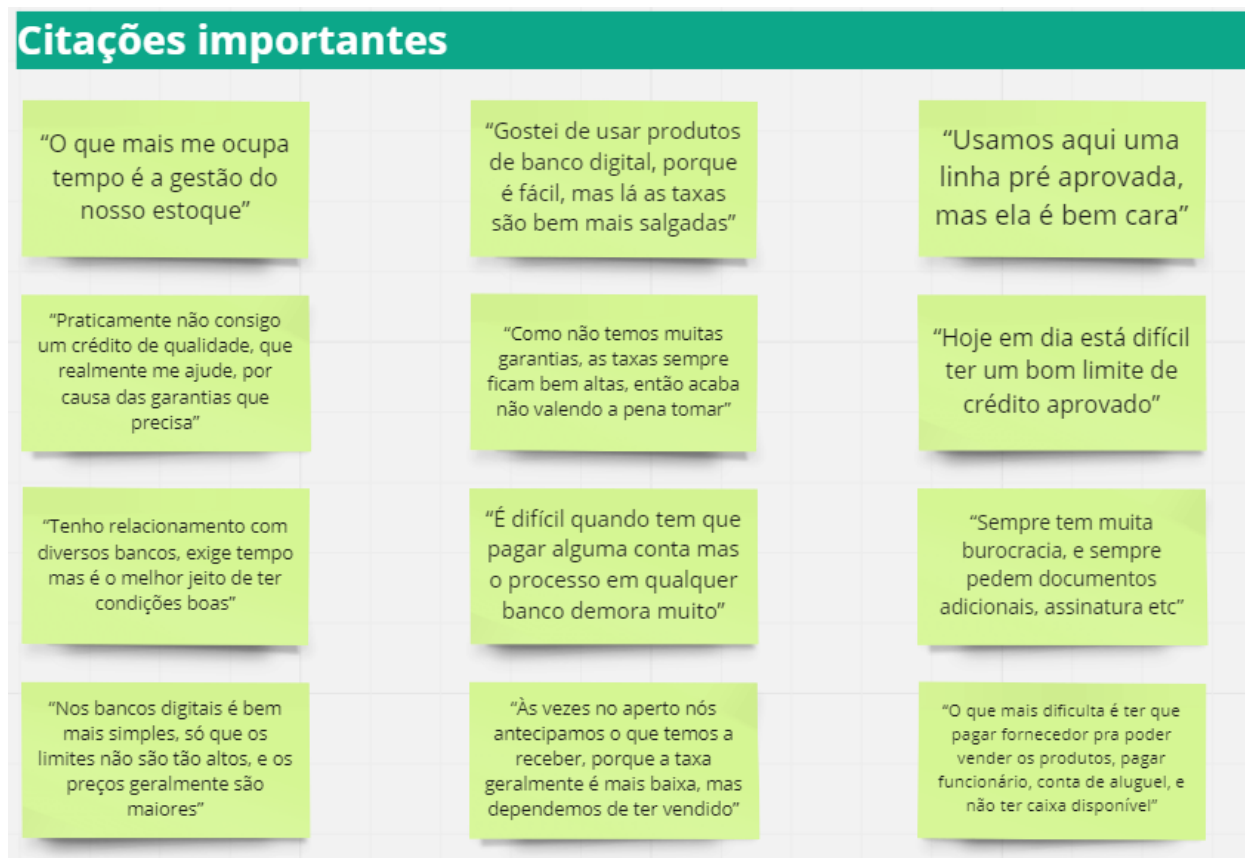 Citações importantes
“O que mais me ocupa
tempo é a gestão do
nosso estoque”
“Gostei de usar produtos
de banco digital, porque
é fácil, mas lá as taxas
são bem mais salgadas”
“Usamos aqui uma
linha pré aprovada,
mas ela é bem cara”
“Praticamente não consigo
um crédito de qualidade, que
realmente me ajude, por
causa das garantias que
precisa”
“Como não temos muitas
garantias, as taxas sempre
ficam bem altas, então acaba
não valendo a pena tomar”
“Hoje em dia está difícil
ter um bom limite de
crédito aprovado”
“Tenho relacionamento com
diversos bancos, exige tempo
mas é o melhor jeito de ter
condições boas”
“É difícil quando tem que
pagar alguma conta mas
o processo em qualquer
banco demora muito”
“Sempre tem muita
burocracia, e sempre
pedem documentos
adicionais, assinatura etc”
“Nos bancos digitais é bem
mais simples, só que os
limites não são tão altos, e os
preços geralmente são
maiores”
“Às vezes no aperto nós
antecipamos o que temos a
receber, porque a taxa
geralmente é mais baixa, mas
dependemos de ter vendido”
“O que mais dificulta é ter que
pagar fornecedor pra poder
vender os produtos, pagar
funcionário, conta de aluguel, e
não ter caixa disponível”